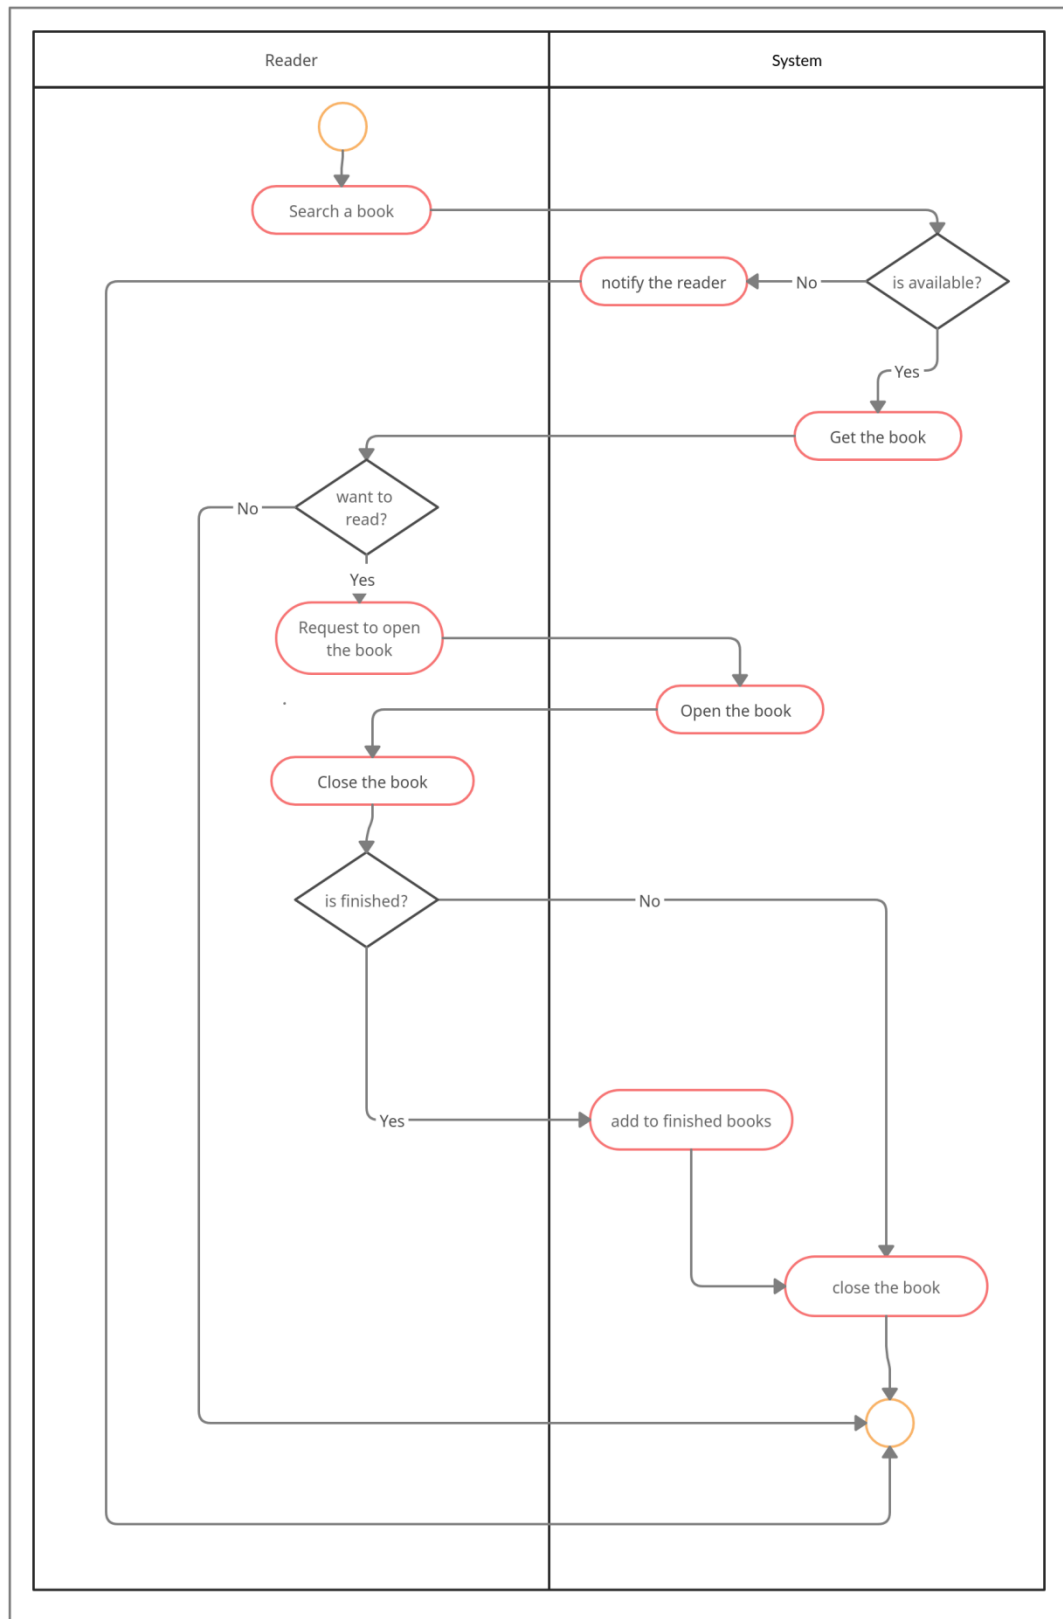 Reader
System
Search a book
notify the reader
No
is available?
Yes
Get the book
want to
read?
No
Yes
Request to open
the book
Open the book
Close the book
is finished?
No
Yes
add to finished books
close the book